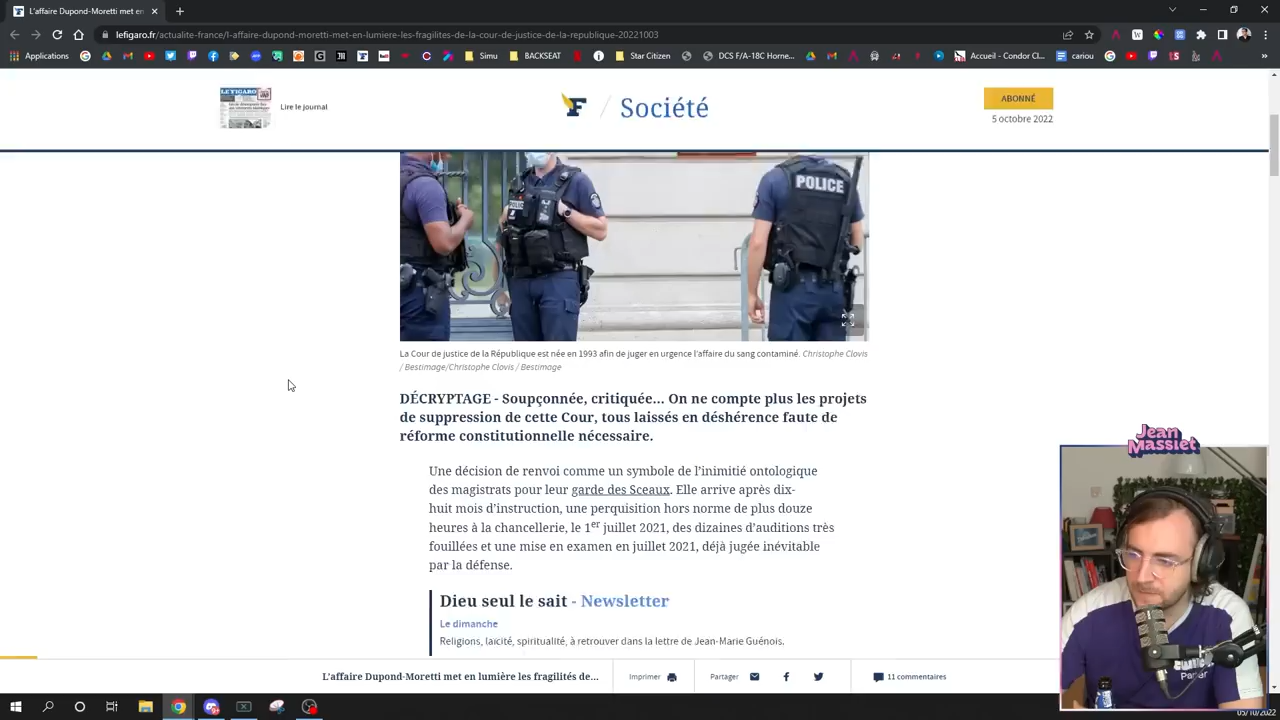 L'affaire Dupond-Moretti met en
lefigaro.fr/actualite-france/l-affaire-dupond-moretti-met-en-lumiere-les-fragilites-de-la-cour-de-justice-de-la-republique-20221003
Applications
Simu
BACKSEAT
Star Citizen
DCS F/A-18C Horne...
Accueil - Condor Cl...
cariou
Autres favoris
LE FIGARO
Lire le journal
F / Société
ABONNÉ
5 octobre 2022
POLICE
POLICE
La Cour de justice de la République est née en 1993 afin de juger en urgence l'affaire du sang contaminé. Christophe Clovis
/ Bestimage/Christophe Clovis / Bestimage
DÉCRYPTAGE - Soupçonnée, critiquée... On ne compte plus les projets
de suppression de cette Cour, tous laissés en déshérence faute de
réforme constitutionnelle nécessaire.
Une décision de renvoi comme un symbole de l'inimitié ontologique
des magistrats pour leur garde des Sceaux. Elle arrive après dix-
huit mois d'instruction, une perquisition hors norme de plus douze
heures à la chancellerie, le 1er juillet 2021, des dizaines d'auditions très
fouillées et une mise en examen en juillet 2021, déjà jugée inévitable
par la défense.
Jean
Massiet
Dieu seul le sait - Newsletter
Le dimanche
Religions, laïcité, spiritualité, à retrouver dans la lettre de Jean-Marie Guénois.
L'affaire Dupond-Moretti met en lumière les fragilités de...
Imprimer
Partager
11 commentaires
05/10/2022